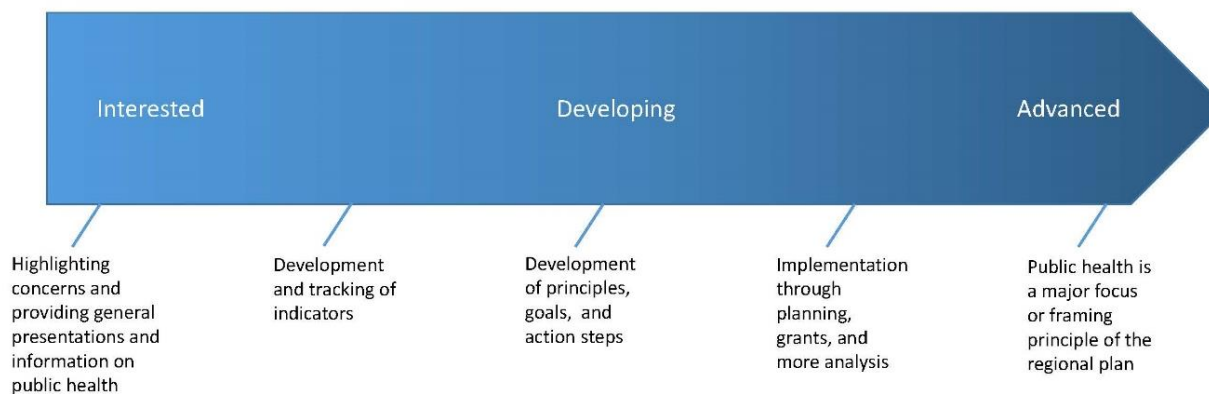 Interested
Developing
Advanced
Highlighting
concerns and
providing general
presentations and
information on
public health
Development
and tracking of
indicators
Development
of principles,
goals, and
action steps
Implementation
through
planning,
grants, and
more analysis
Public health is
a major focus
or framing
principle of the
regional plan